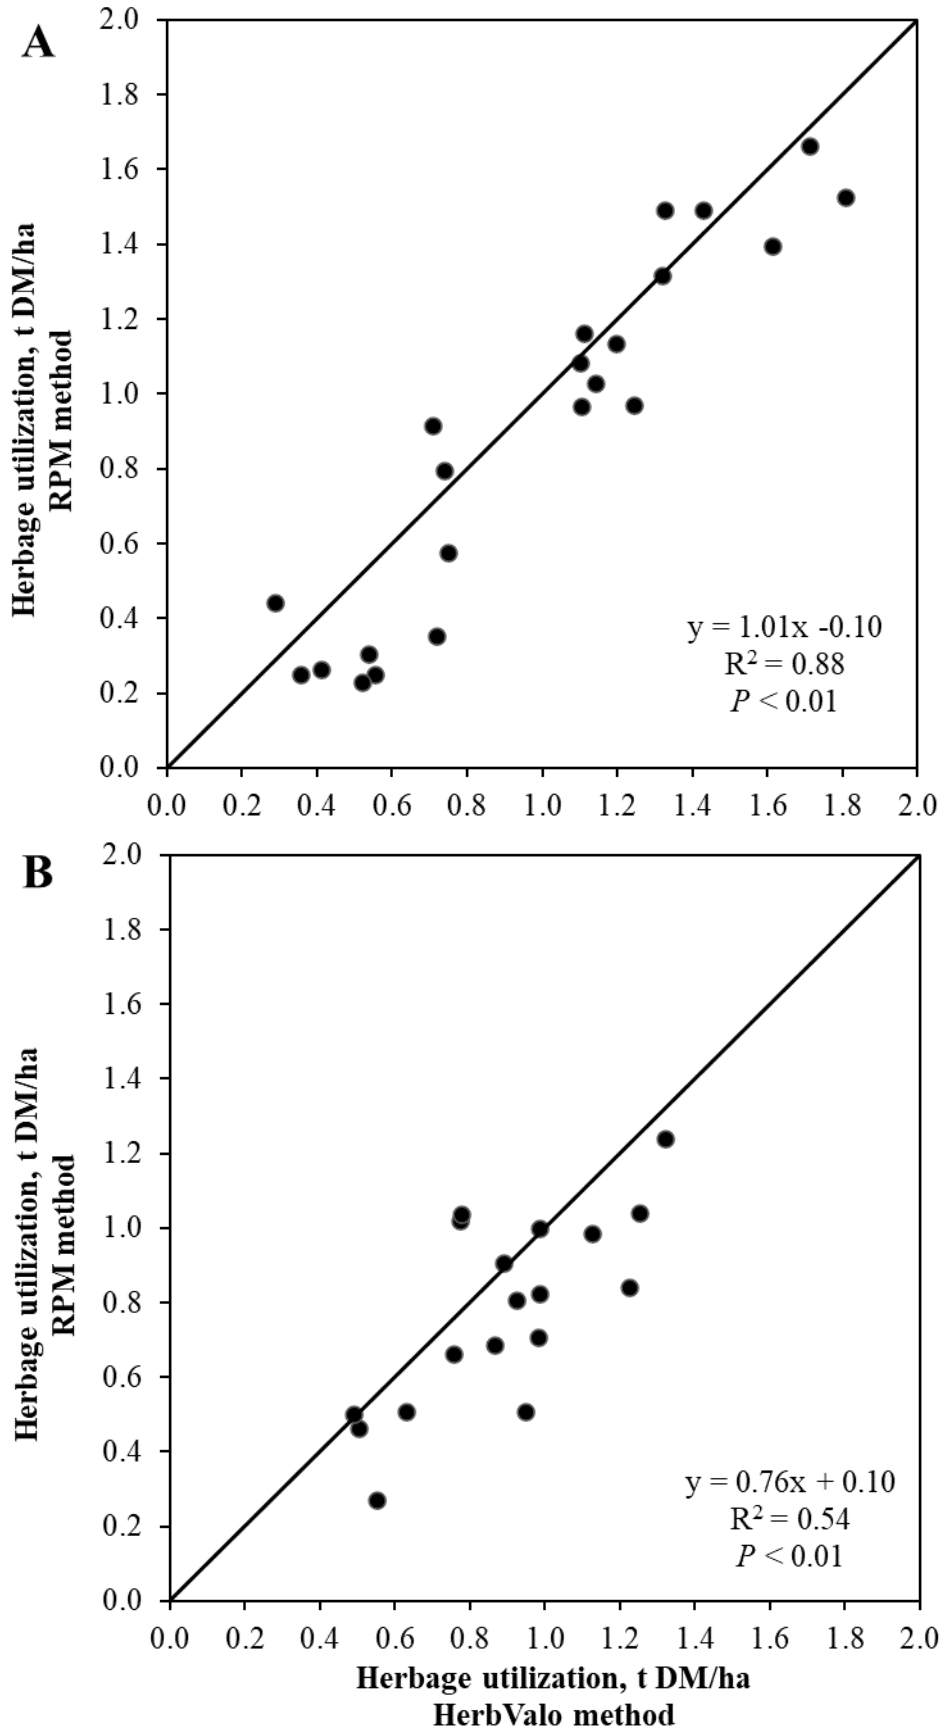 A
2.0
1.8
1.6
1.4
1.2
1.0
0.8
0.6
0.4
0.2
0.0
Herbage utilization, t DM/ha
RPM method
y = 1.01x -0.10
R² = 0.88
P < 0.01
0.0 0.2 0.4 0.6 0.8 1.0 1.2 1.4 1.6 1.8 2.0
B
2.0
1.8
1.6
1.4
1.2
1.0
0.8
0.6
0.4
0.2
0.0
Herbage utilization, t DM/ha
RPM method
y = 0.76x + 0.10
R² = 0.54
P < 0.01
0.0 0.2 0.4 0.6 0.8 1.0 1.2 1.4 1.6 1.8 2.0
Herbage utilization, t DM/ha
HerbValo method